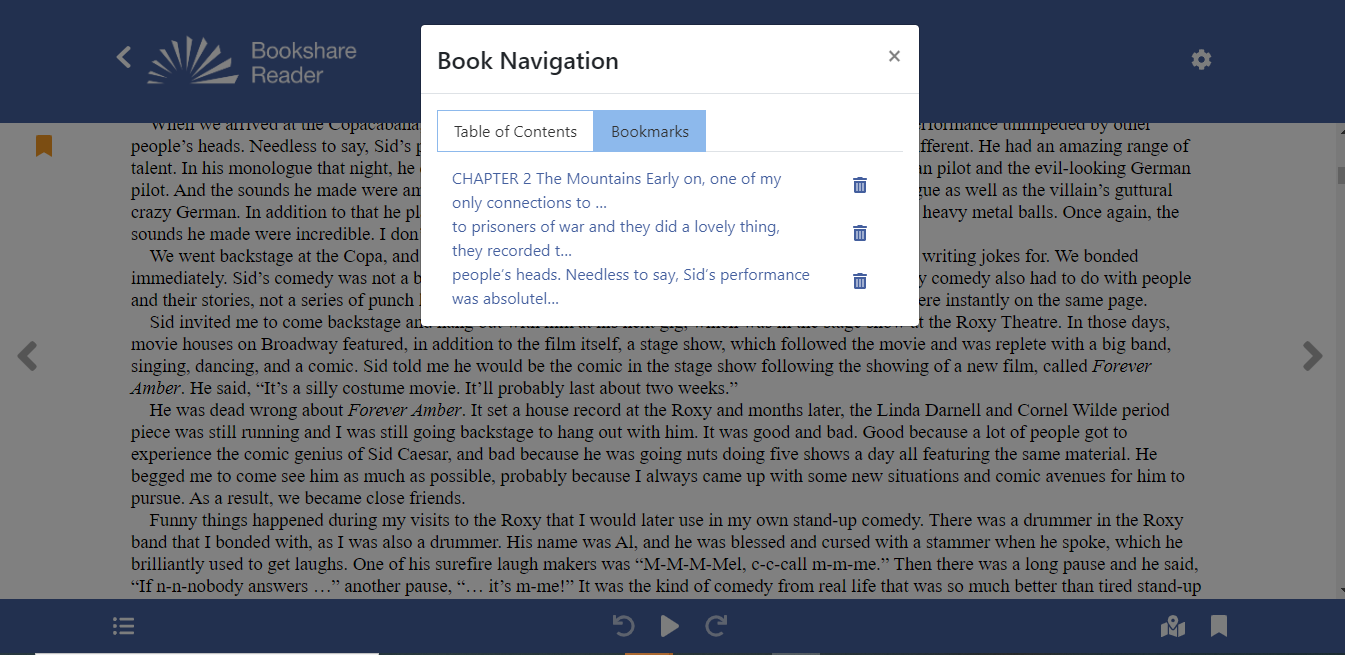 Bookshare
Reader
Book Navigation
×
Table of Contents
Bookmarks
CHAPTER 2 The Mountains Early on, one of my
only connections to ...
to prisoners of war and they did a lovely thing,
they recorded t...
people’s heads. Needless to say, Sid’s performance
was absolutel...
When we arrived at the Copacabana performance unimpeded by other
people’s heads. Needless to say, Sid’s fferent. He had an amazing range of
talent. In his monologue that night, he an pilot and the evil-looking German
pilot. And the sounds he made were gue as well as the villain’s guttural
crazy German. In addition to that he heavy metal balls. Once again, the
sounds he made were incredible. I don’
We went backstage at the Copa, and writing jokes for. We bonded
immediately. Sid’s comedy was not a comedy also had to do with people
and their stories, not a series of punch ere instantly on the same page.
Sid invited me to come backstage and hang out with him at his next gig, which was in the stage show at the Roxy Theatre. In those days,
movie houses on Broadway featured, in addition to the film itself, a stage show, which followed the movie and was replete with a big band,
singing, dancing, and a comic. Sid told me he would be the comic in the stage show following the showing of a new film, called Forever
Amber. He said, “It’s a silly costume movie. It’ll probably last about two weeks.”
He was dead wrong about Forever Amber. It set a house record at the Roxy and months later, the Linda Darnell and Cornel Wilde period
piece was still running and I was still going backstage to hang out with him. It was good and bad. Good because a lot of people got to
experience the comic genius of Sid Caesar, and bad because he was going nuts doing five shows a day all featuring the same material. He
begged me to come see him as much as possible, probably because I always came up with some new situations and comic avenues for him to
pursue. As a result, we became close friends.
Funny things happened during my visits to the Roxy that I would later use in my own stand-up comedy. There was a drummer in the Roxy
band that I bonded with, as I was also a drummer. His name was Al, and he was blessed and cursed with a stammer when he spoke, which he
brilliantly used to get laughs. One of his surefire laugh makers was “M-M-M-Mel, c-c-call m-m-me.” Then there was a long pause and he said,
“If n-n-nobody answers …” another pause, “… it’s m-me!” It was the kind of comedy from real life that was so much better than tired stand-up